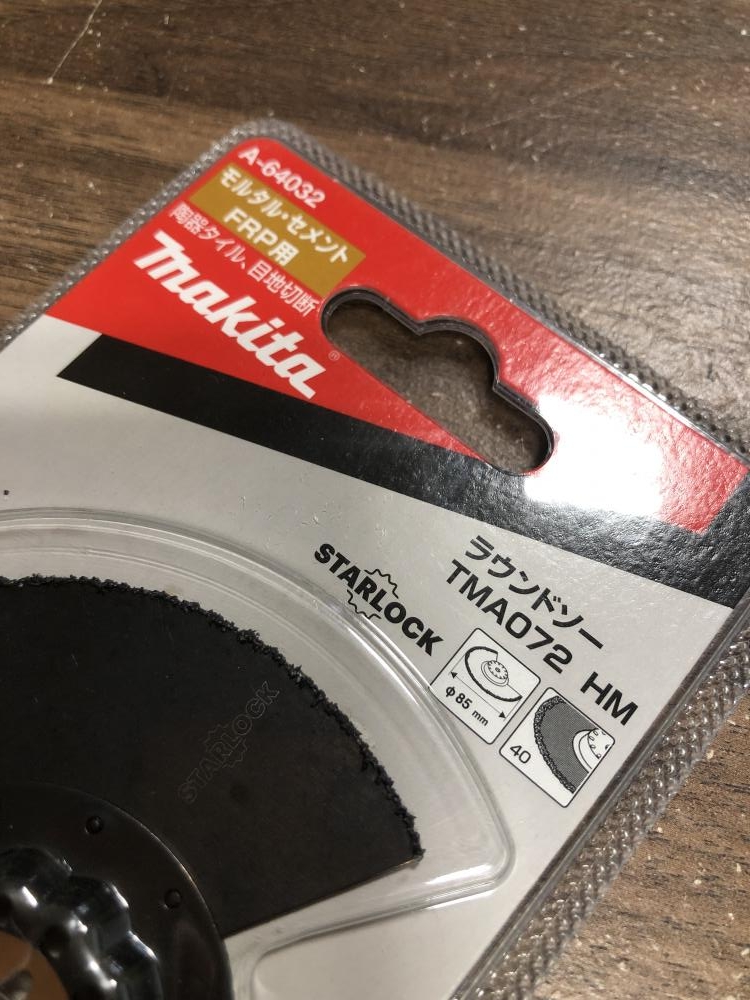 A-64032
モルタル・セメント
FRP用
陶器タイル、目地切断
makita®
STARLOCK
ラウンドソー
TMA072 HM
φ85 mm
40
STARLOCK